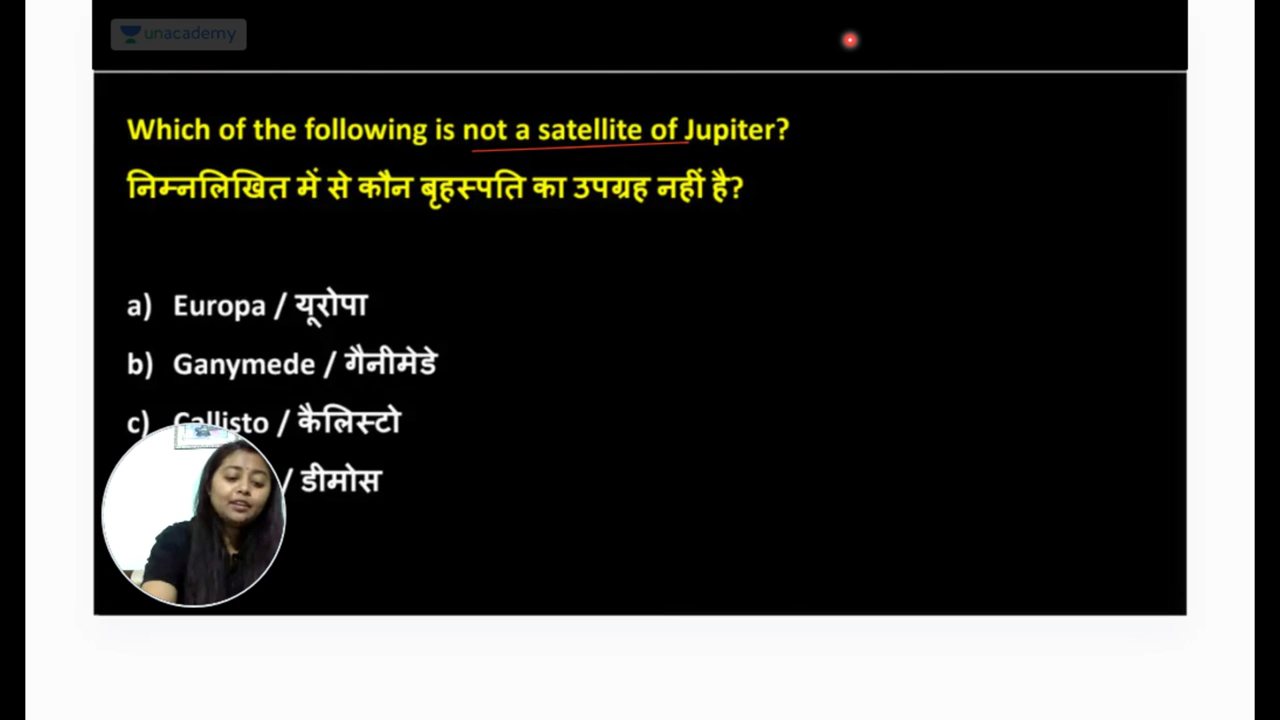 unacademy
Which of the following is not a satellite of Jupiter?
निम्नलिखित में से कौन बृहस्पति का उपग्रह नहीं है?
a) Europa / यूरोपा
b) Ganymede / गैनीमेडे
c) Callisto / कैलिस्टो
/ डीमोस